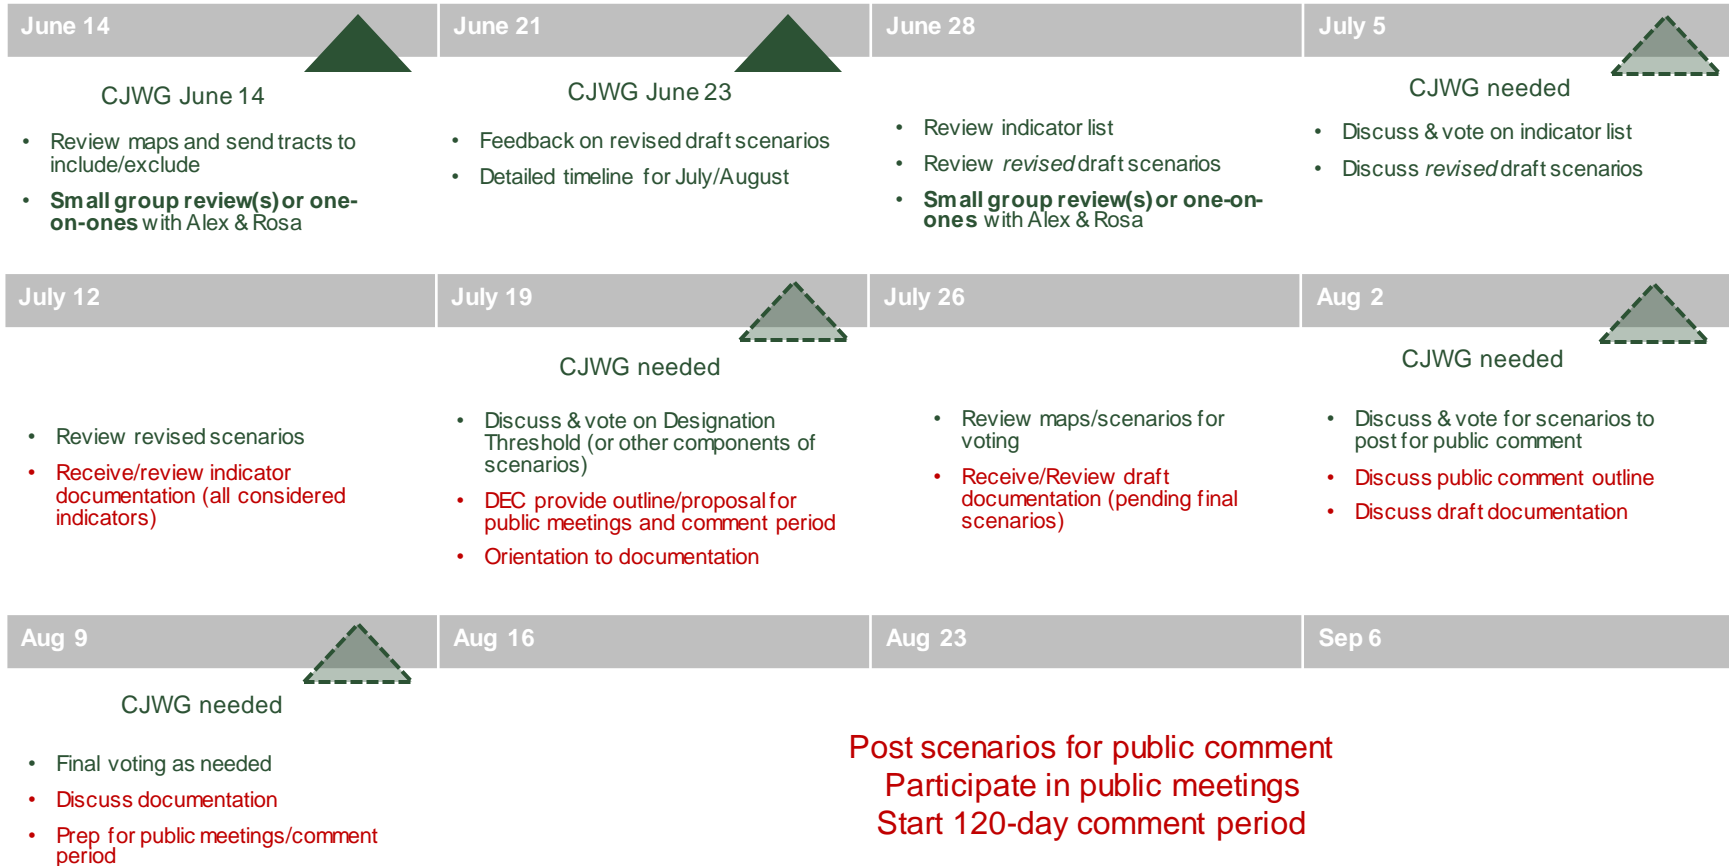 June 14
CJWG June 14
• Review maps and send tracts to
include/exclude
• Small group review(s) or one-
on-ones with Alex & Rosa
June 21
CJWG June 23
• Feedback on revised draft scenarios
• Detailed timeline for July/August
June 28
• Review indicator list
• Review revised draft scenarios
• Small group review(s) or one-on-
ones with Alex & Rosa
July 5
CJWG needed
• Discuss & vote on indicator list
• Discuss revised draft scenarios
July 12
• Review revised scenarios
• Receive/review indicator
documentation (all considered
indicators)
July 19
CJWG needed
• Discuss & vote on Designation
Threshold (or other components of
scenarios)
• DEC provide outline/proposal for
public meetings and comment period
• Orientation to documentation
July 26
• Review maps/scenarios for
voting
• Receive/Review draft
documentation (pending final
scenarios)
Aug 2
CJWG needed
• Discuss & vote for scenarios to
post for public comment
• Discuss public comment outline
• Discuss draft documentation
Aug 9
CJWG needed
• Final voting as needed
• Discuss documentation
• Prep for public meetings/comment
period
Aug 16
Aug 23
Sep 6
Post scenarios for public comment
Participate in public meetings
Start 120-day comment period